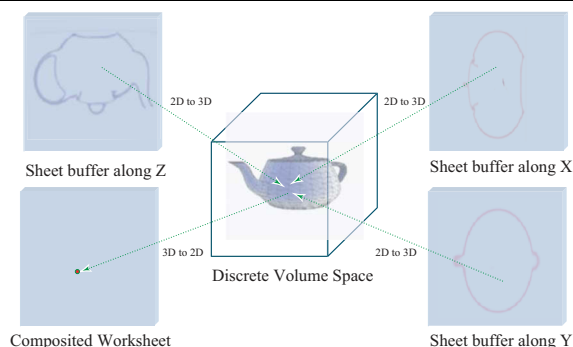 2D to 3D
2D to 3D
Sheet buffer along Z
Sheet buffer along X
3D to 2D
2D to 3D
Discrete Volume Space
Composited Worksheet
Sheet buffer along Y